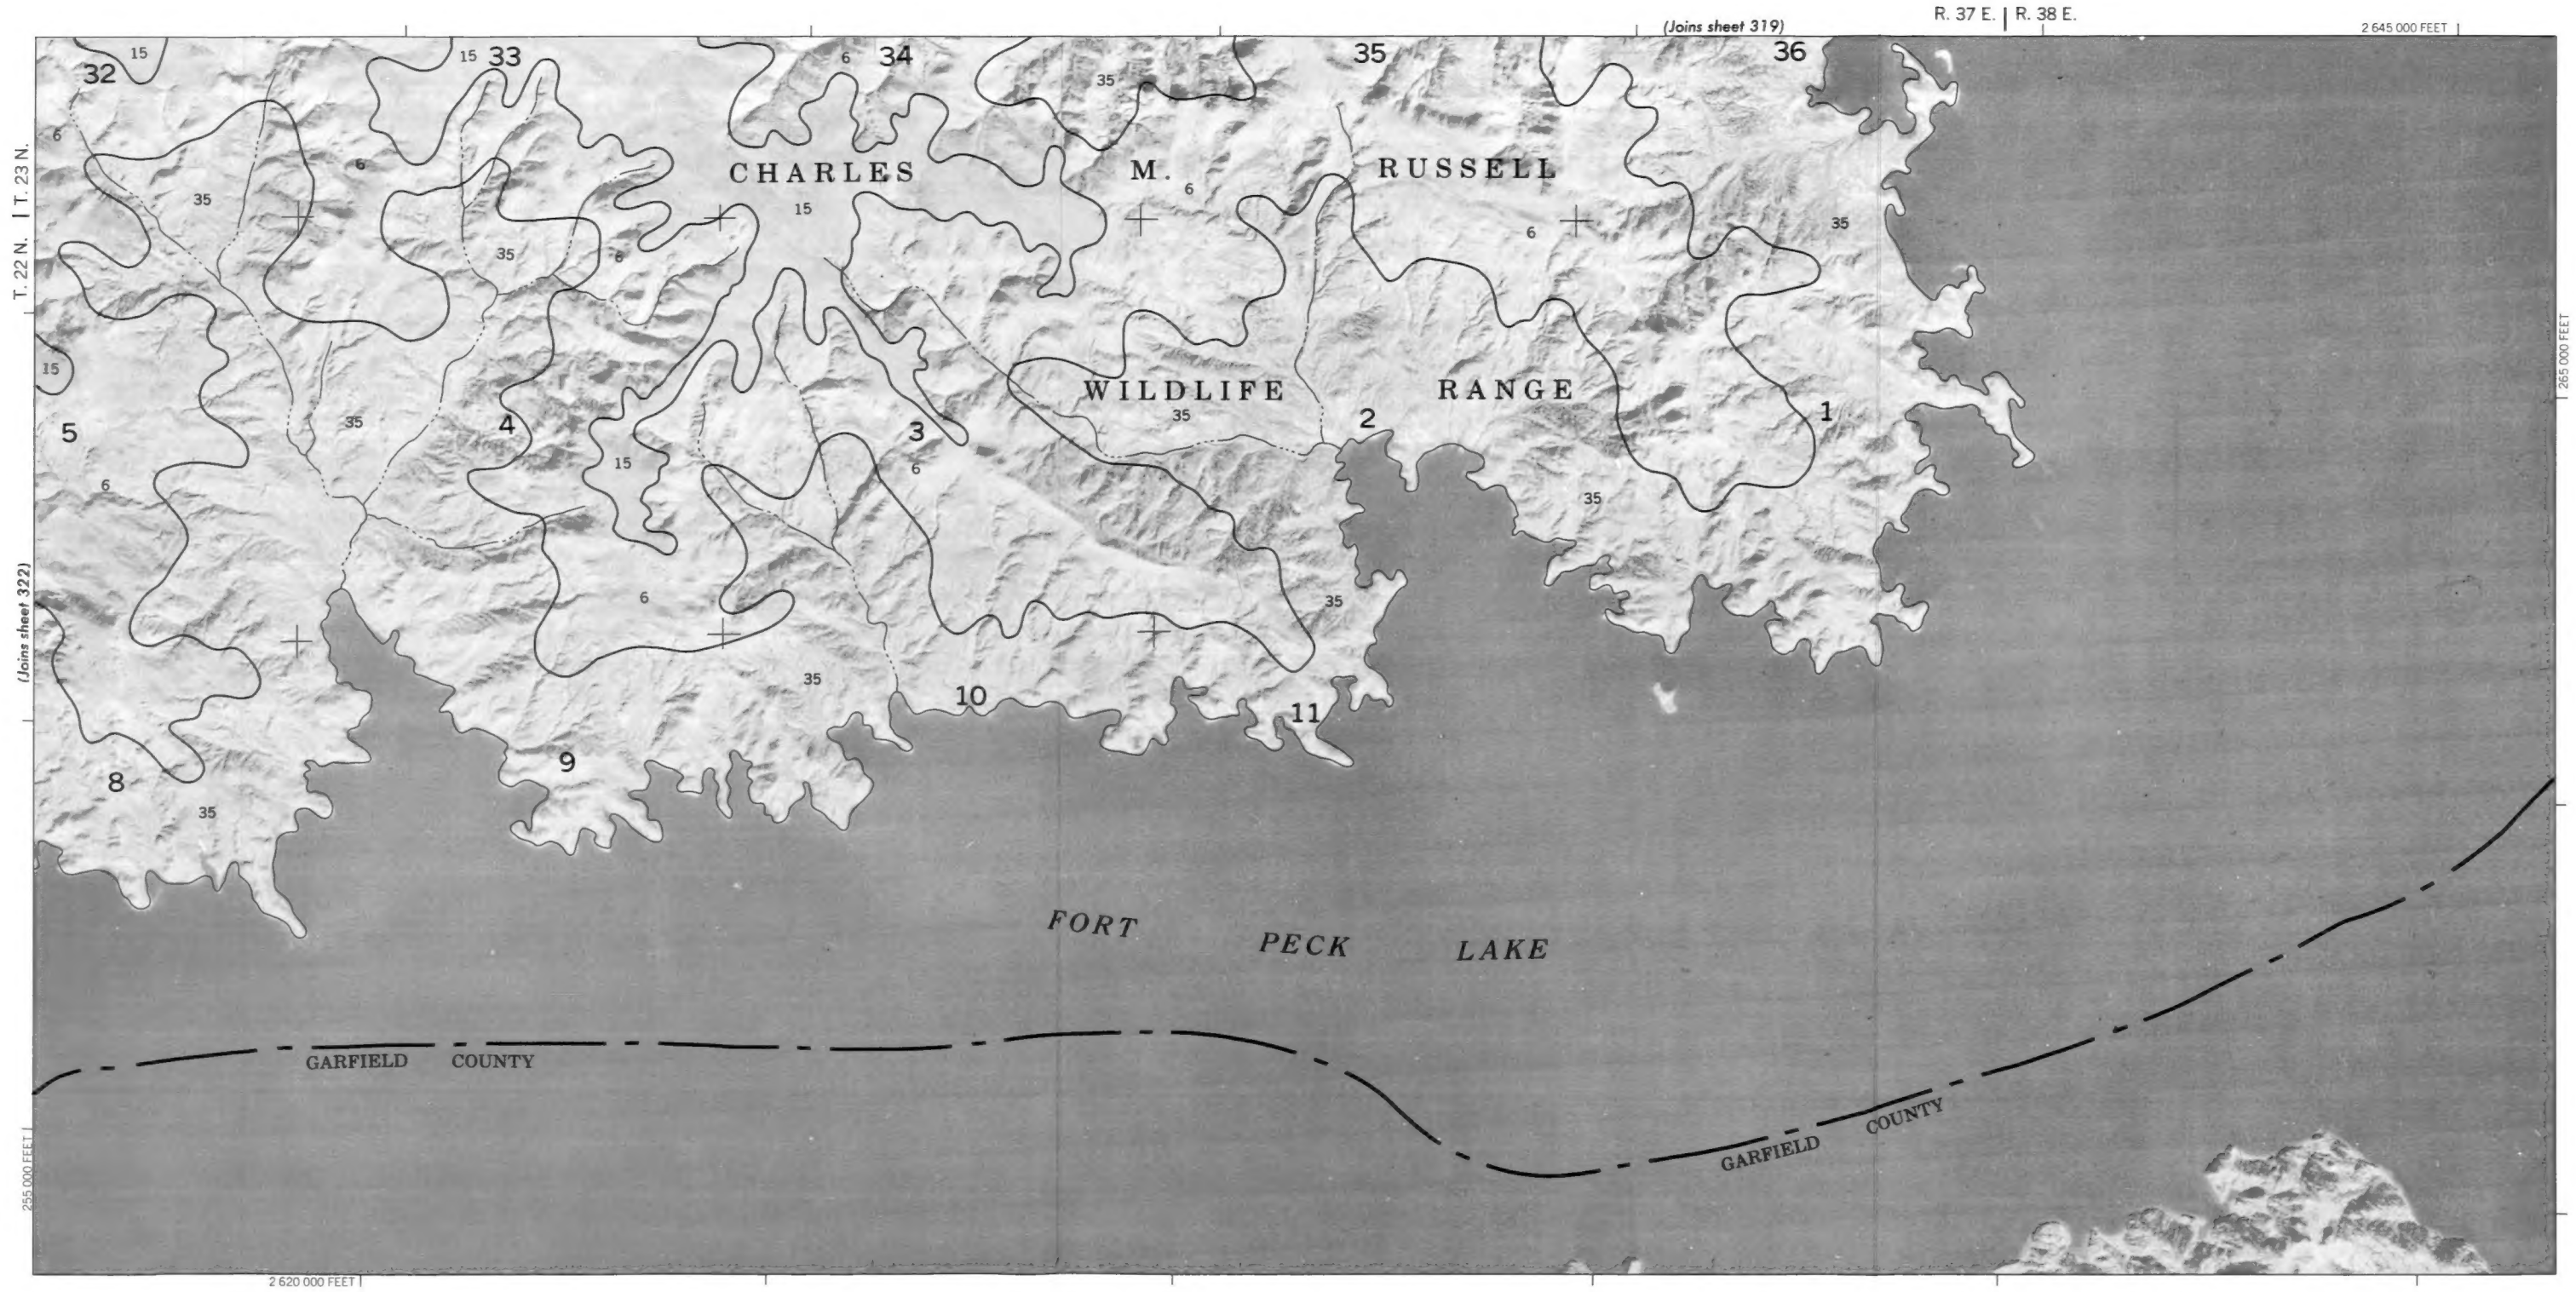 R. 37 E. | R. 38 E.
(Joins sheet 319)
2 645 000 FEET
15
32
15
33
6
34
35
35
36
6
T. 22 N. | T. 23 N.
6
CHARLES M. RUSSELL
35
15
6
6
35
35
6
265 000 FEET
15
WILDLIFE RANGE
35
35
5
4
3
2
1
15
6
6
35
(Joins sheet 322)
6
35
35
10
11
9
8
35
FORT PECK LAKE
GARFIELD COUNTY
GARFIELD COUNTY
255 000 FEET
2 620 000 FEET